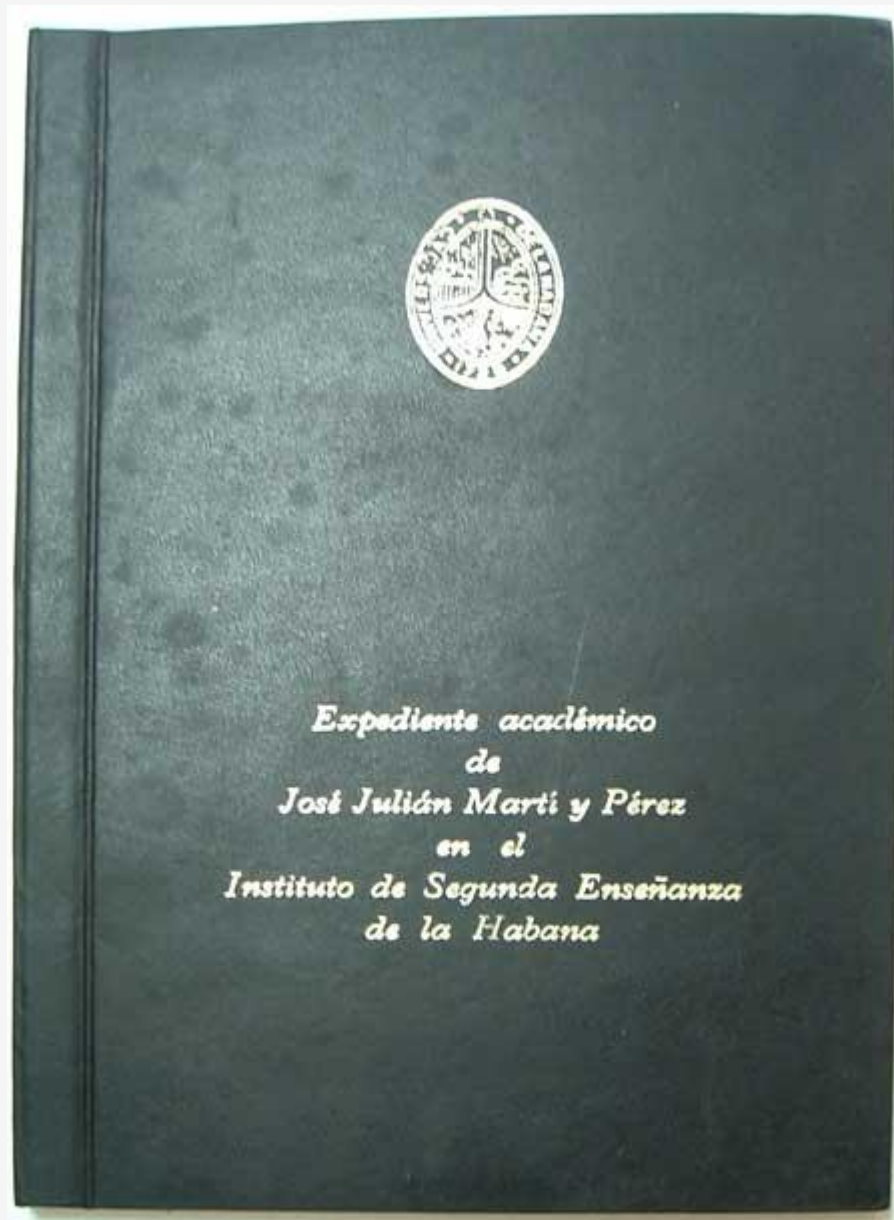 Expediente académico
de
José Julián Martí y Pérez
en el
Instituto de Segunda Enseñanza
de la Habana